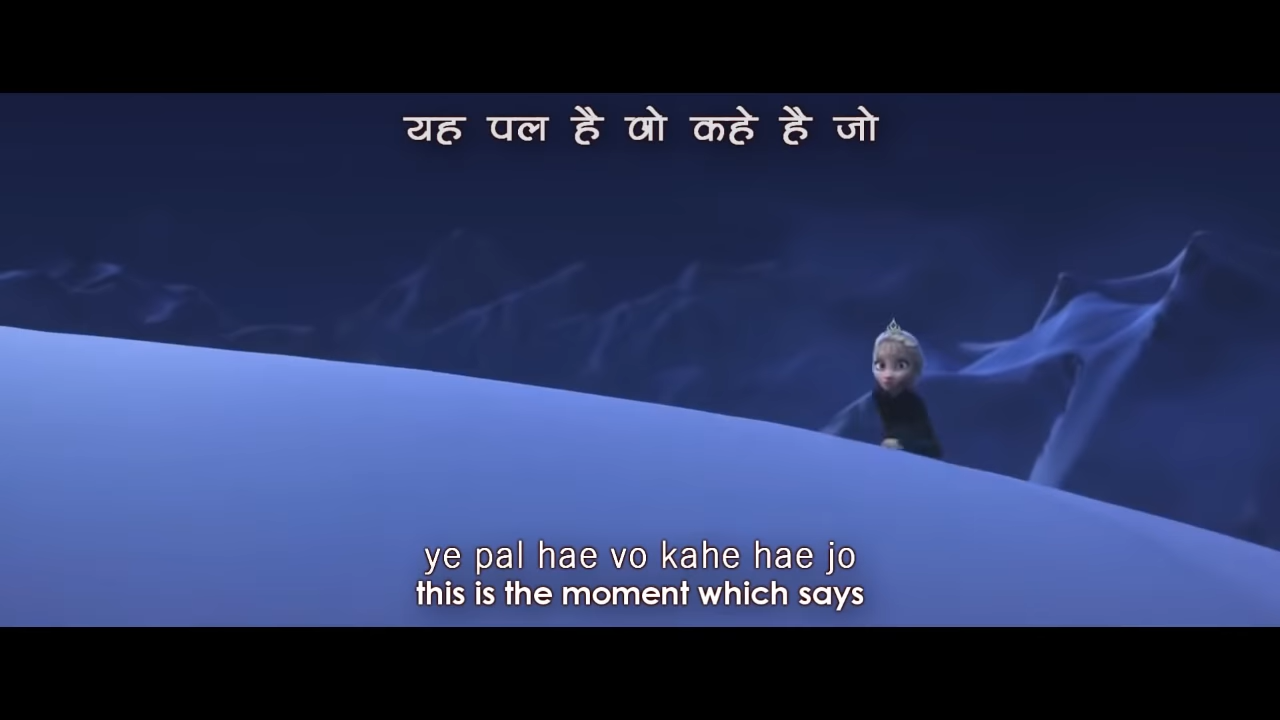 यह पल है वो कहे है जो
ye pal hae vo kahe hae jo
this is the moment which says